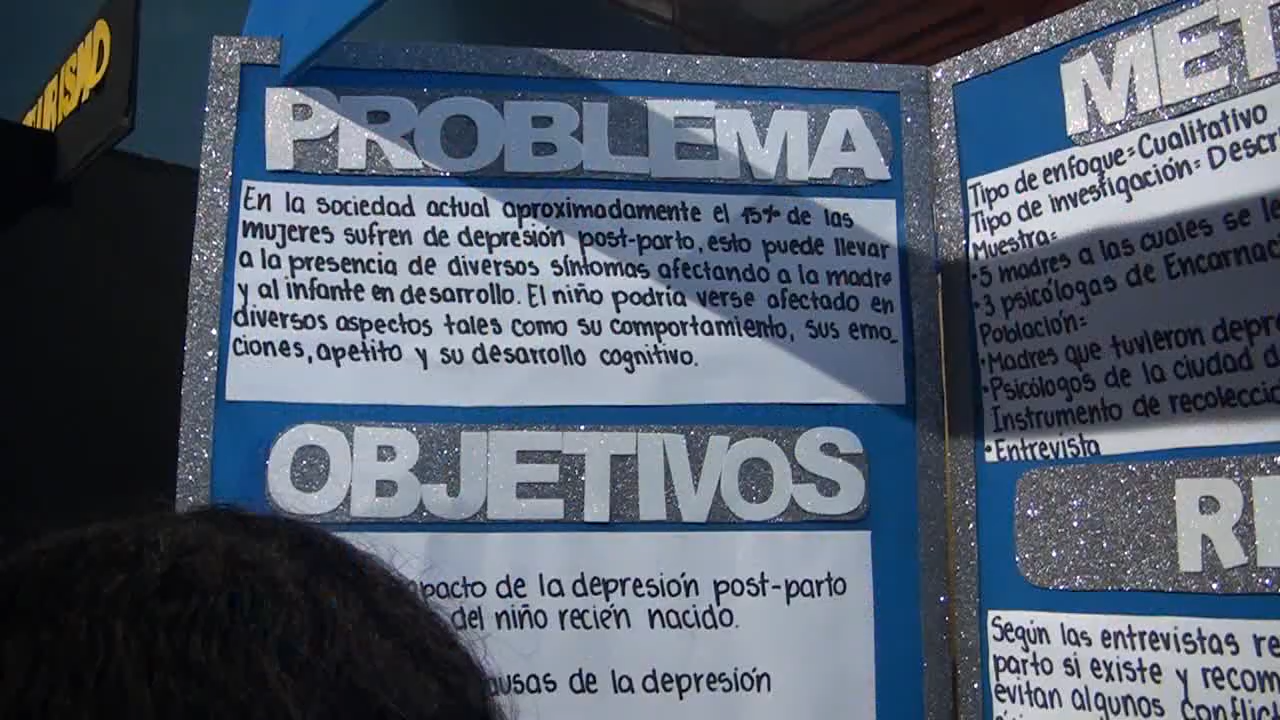 TURISMO
PROBLEMA
En la sociedad actual aproximadamente el 15% de las
mujeres sufren de depresión post-parto, esto puede llevar
a la presencia de diversos síntomas afectando a la madre
y al infante en desarrollo. El niño podría verse afectado en
diversos aspectos tales como su comportamiento, sus emo_
ciones, apetito y su desarrollo cognitivo.
OBJETIVOS
pacto de la depresión post-parto
del niño recién nacido.
ausas de la depresión
MET
Tipo de enfoque= Cualitativo
Tipo de investigación= Descr
Muestra=
•5 madres a las cuales se le
•3 psicólogas de Encarnac
Población=
•Madres que tuvieron depr
•Psicólogos de la ciudad d
Instrumento de recolecció
•Entrevista
RE
Según las entrevistas re
parto si existe y recom
evitan algunos conflic